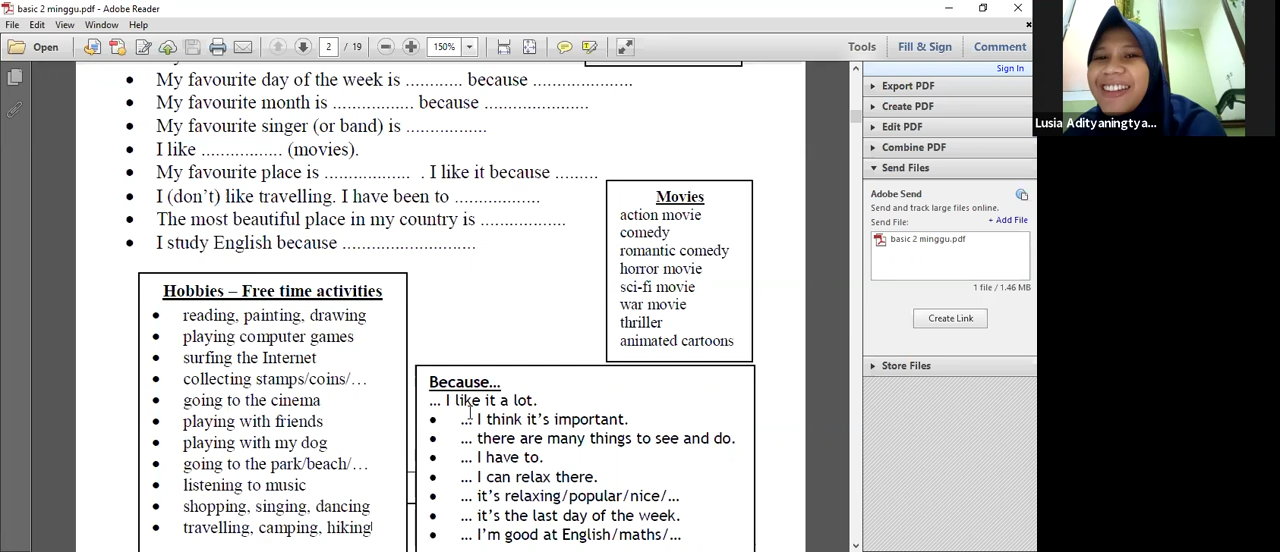 basic 2 minggu.pdf - Adobe Reader
File Edit View Window Help
Open 2 / 19 150% Tools Fill & Sign Comment
Sign In
My favourite day of the week is ............. because .......................
My favourite month is ................ because .....................
My favourite singer (or band) is ................
I like ................ (movies).
My favourite place is ................. . I like it because .........
I (don't) like travelling. I have been to .................
The most beautiful place in my country is .................
I study English because ..........................
Movies
action movie
comedy
romantic comedy
horror movie
sci-fi movie
war movie
thriller
animated cartoons
Hobbies – Free time activities
reading, painting, drawing
playing computer games
surfing the Internet
collecting stamps/coins/…
going to the cinema
playing with friends
playing with my dog
going to the park/beach/…
listening to music
shopping, singing, dancing
travelling, camping, hiking
Because…
… I like it a lot.
… I think it's important.
… there are many things to see and do.
… I have to.
… I can relax there.
… it's relaxing/popular/nice/…
… it's the last day of the week.
… I'm good at English/maths/…
Export PDF
Create PDF
Edit PDF
Combine PDF
Send Files
Adobe Send
Send and track large files online.
Send File:
+ Add File
basic 2 minggu.pdf
1 file / 1.46 MB
Create Link
Store Files
Lusia Adityaningtya...